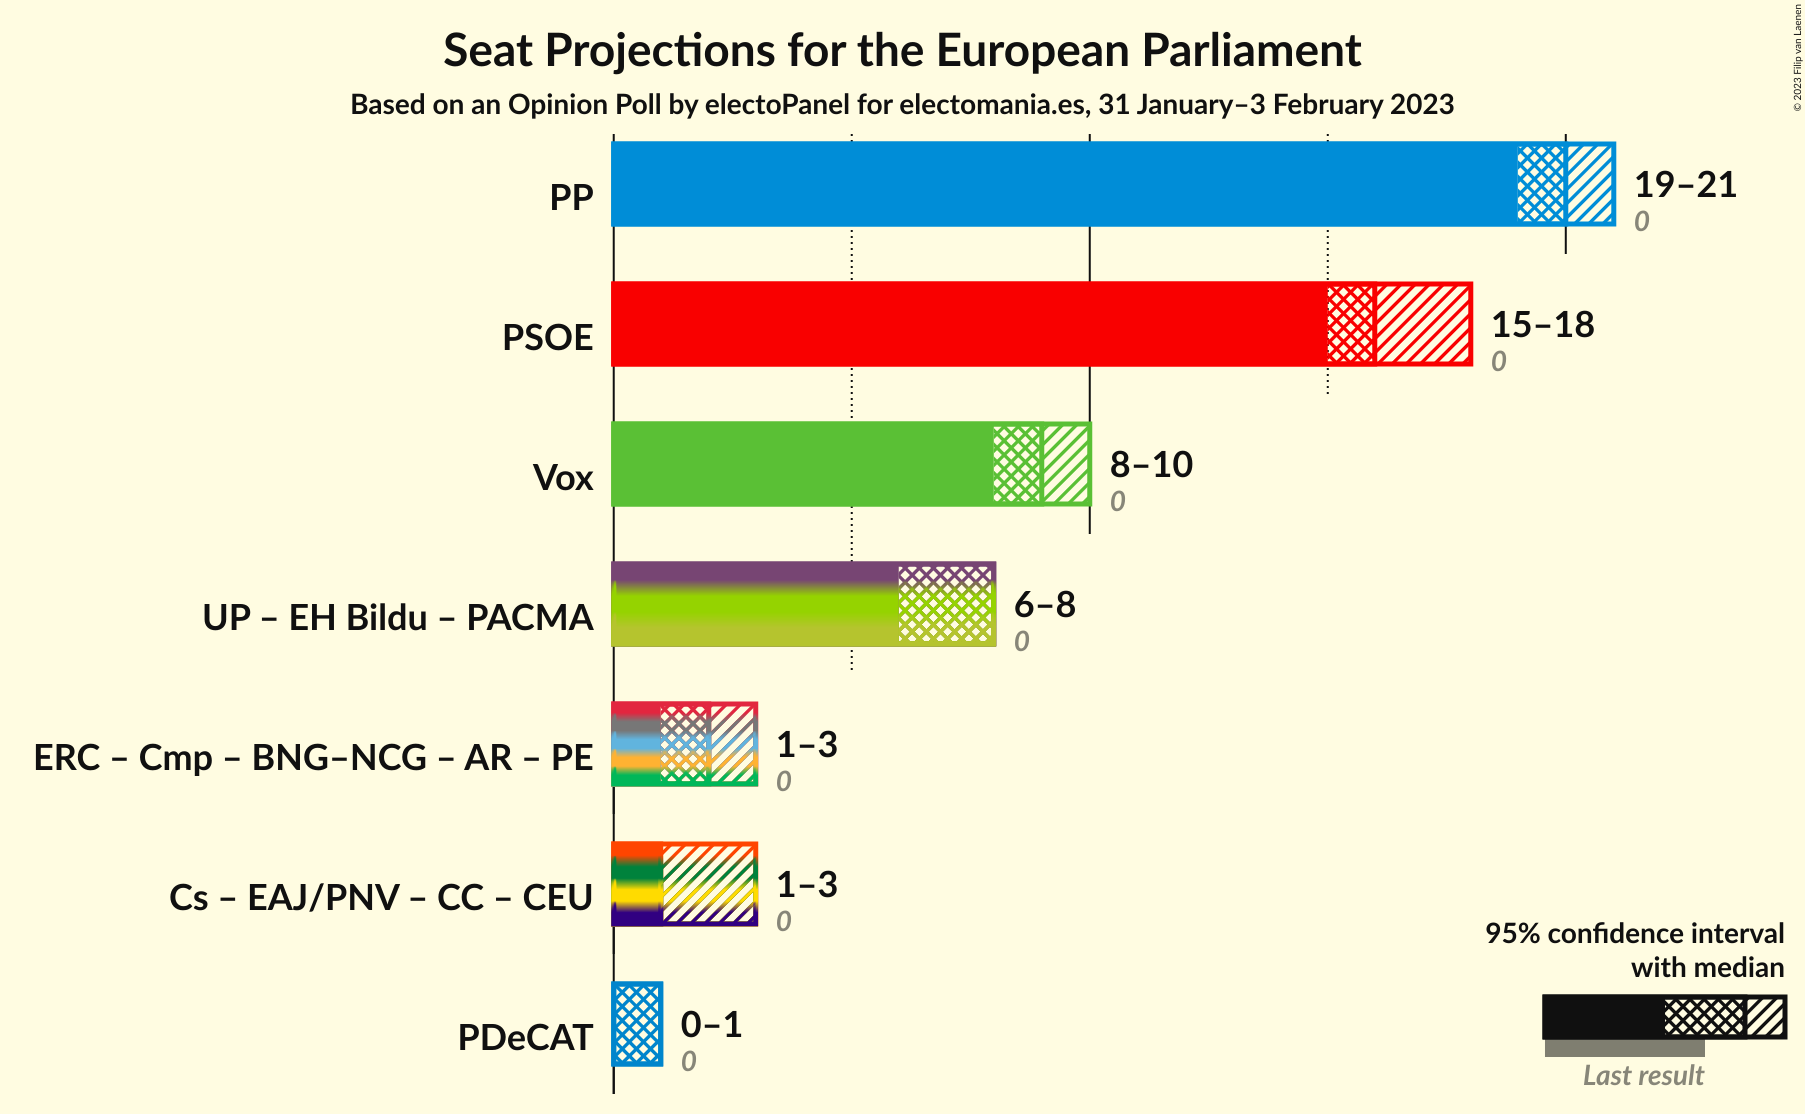 Seat Projections for the European Parliament
Based on an Opinion Poll by electoPanel for electomania.es, 31 January–3 February 2023
© 2023 Filip van Laenen
PP
19–21
0
PSOE
15–18
0
Vox
8–10
0
UP – EH Bildu – PACMA
6–8
0
ERC – Cmp – BNG–NCG – AR – PE
1–3
0
Cs – EAJ/PNV – CC – CEU
1–3
0
PDeCAT
0–1
0
95% confidence interval
with median
Last result